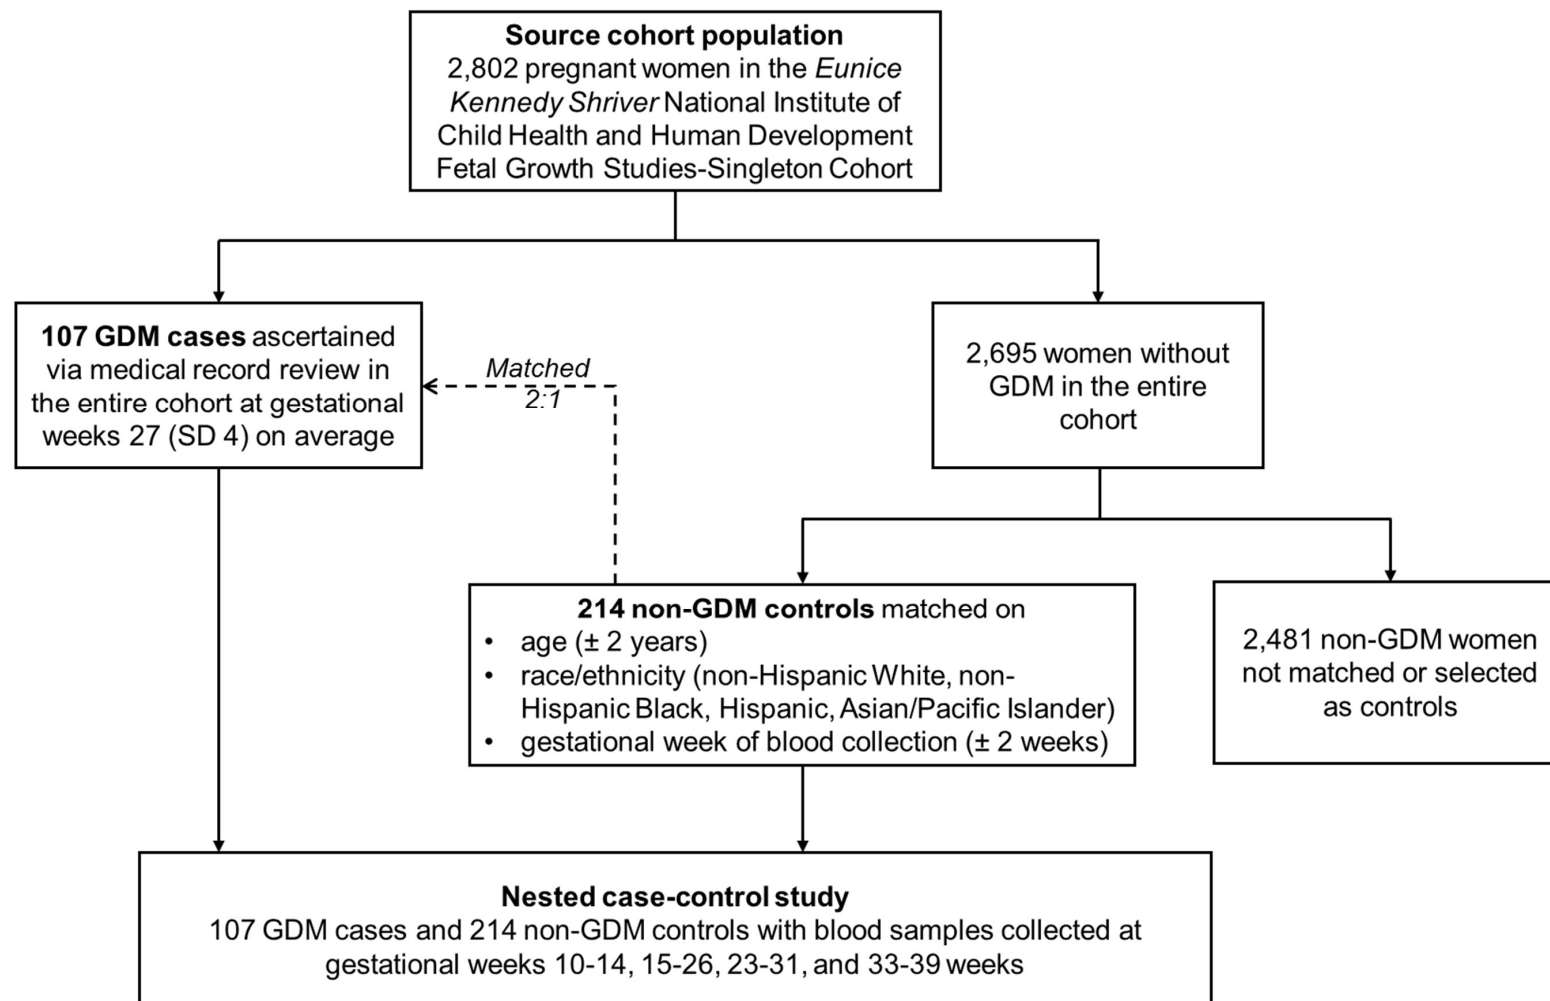 Source cohort population
2,802 pregnant women in the Eunice
Kennedy Shriver National Institute of
Child Health and Human Development
Fetal Growth Studies-Singleton Cohort
107 GDM cases ascertained
via medical record review in
the entire cohort at gestational
weeks 27 (SD 4) on average
Matched
2:1
2,695 women without
GDM in the entire
cohort
214 non-GDM controls matched on
• age (± 2 years)
• race/ethnicity (non-Hispanic White, non-
Hispanic Black, Hispanic, Asian/Pacific Islander)
• gestational week of blood collection (± 2 weeks)
2,481 non-GDM women
not matched or selected
as controls
Nested case-control study
107 GDM cases and 214 non-GDM controls with blood samples collected at
gestational weeks 10-14, 15-26, 23-31, and 33-39 weeks